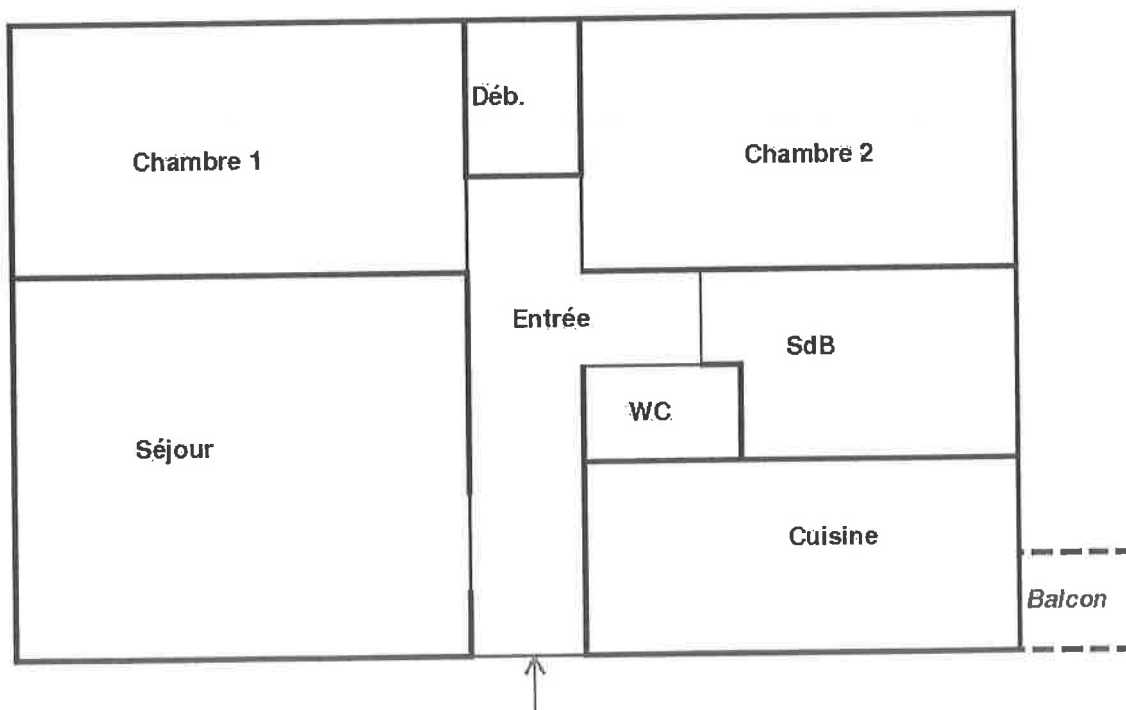 Déb.
Chambre 1
Chambre 2
Entrée
SdB
WC
Séjour
Cuisine
Balcon